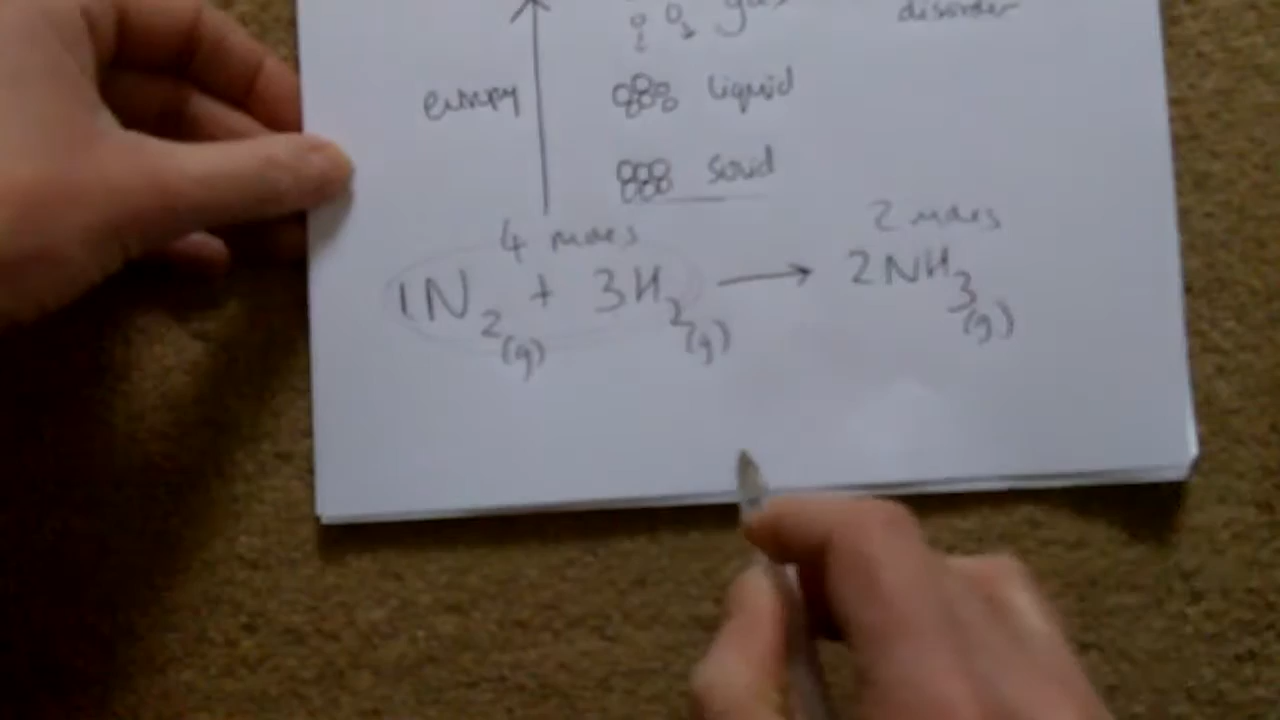 gas
disorder
entropy
liquid
solid
4 moles
2 moles
1N₂(g) + 3H₂(g) → 2NH₃(g)